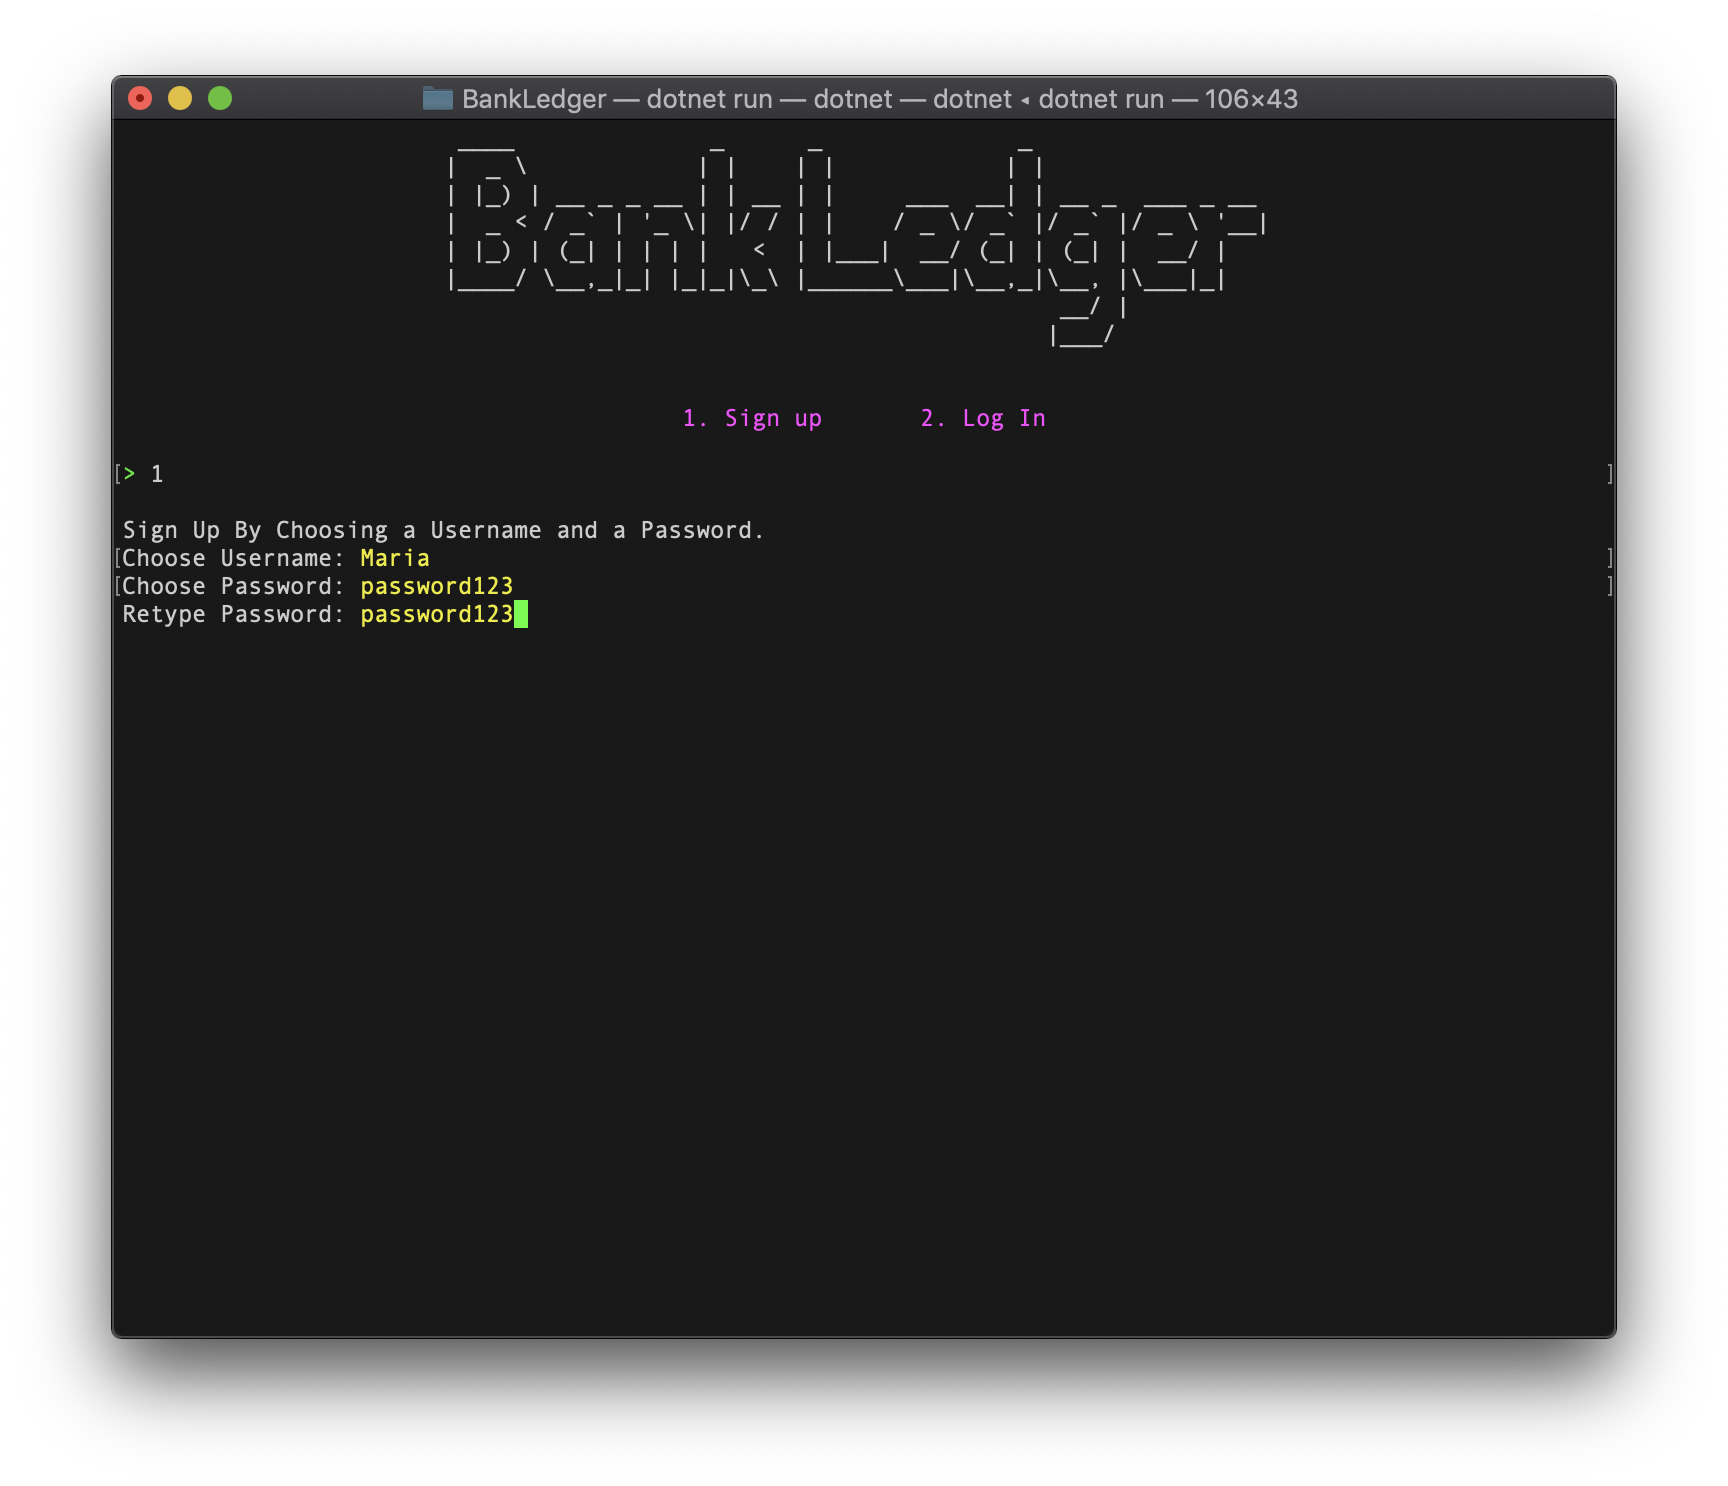 BankLedger — dotnet run — dotnet — dotnet ◂ dotnet run — 106×43
BankLedger
1. Sign up 2. Log In
[> 1 ]
Sign Up By Choosing a Username and a Password.
[Choose Username: Maria ]
[Choose Password: password123 ]
Retype Password: password123